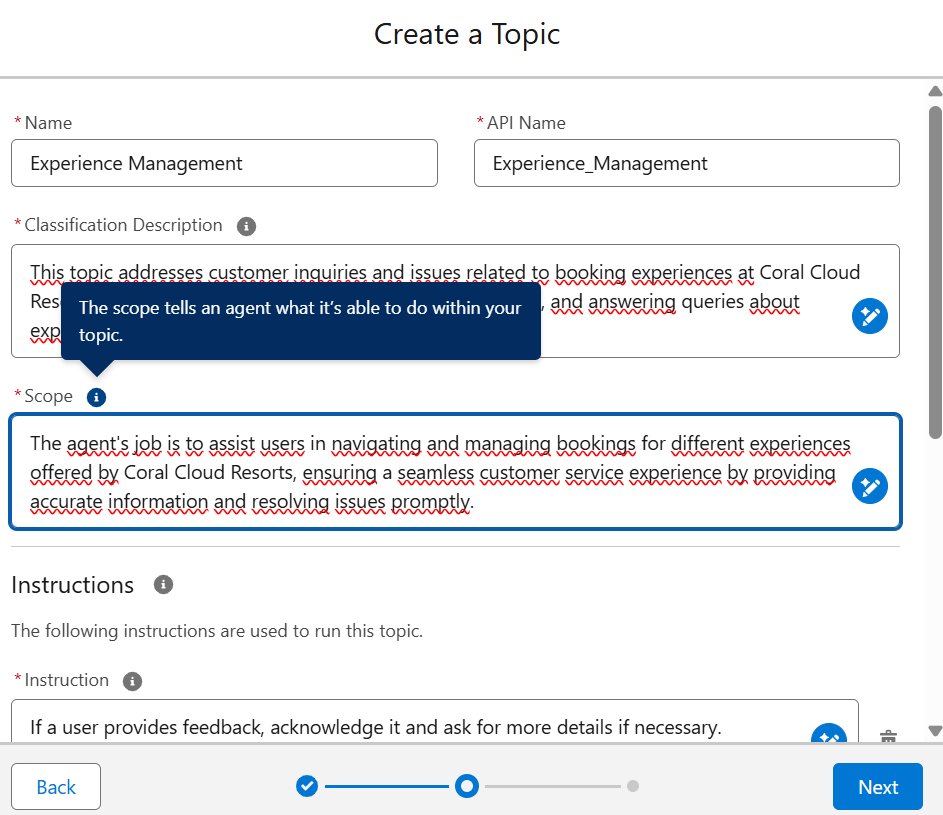 Create a Topic
* Name
* API Name
Experience Management
Experience_Management
* Classification Description
This topic addresses customer inquiries and issues related to booking experiences at Coral Cloud
, and answering queries about
The scope tells an agent what it’s able to do within your
topic.
* Scope
The agent's job is to assist users in navigating and managing bookings for different experiences
offered by Coral Cloud Resorts, ensuring a seamless customer service experience by providing
accurate information and resolving issues promptly.
Instructions
The following instructions are used to run this topic.
* Instruction
If a user provides feedback, acknowledge it and ask for more details if necessary.
Back
Next